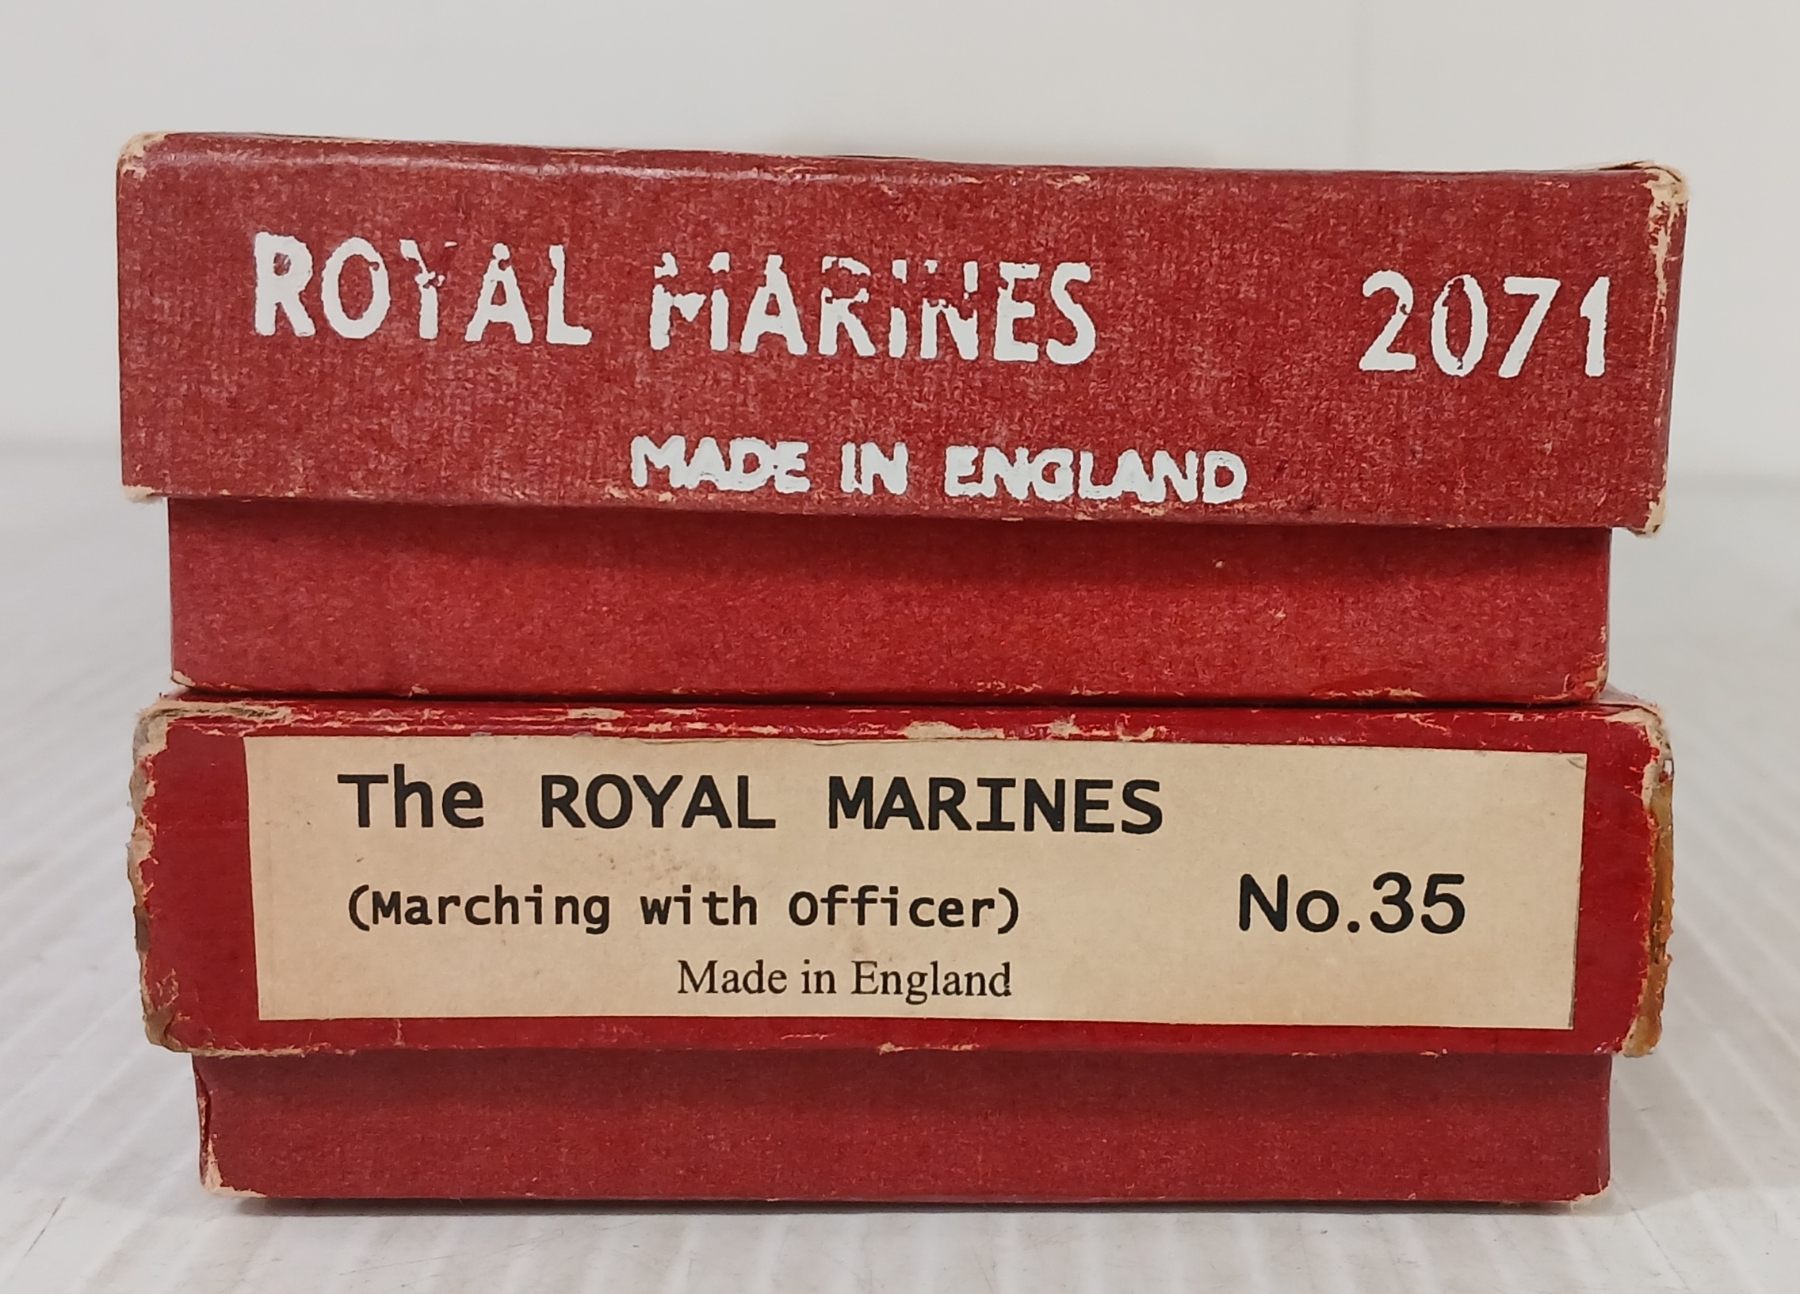 ROYAL MARINES 2071
MADE IN ENGLAND
The ROYAL MARINES
(Marching with Officer) No.35
Made in England